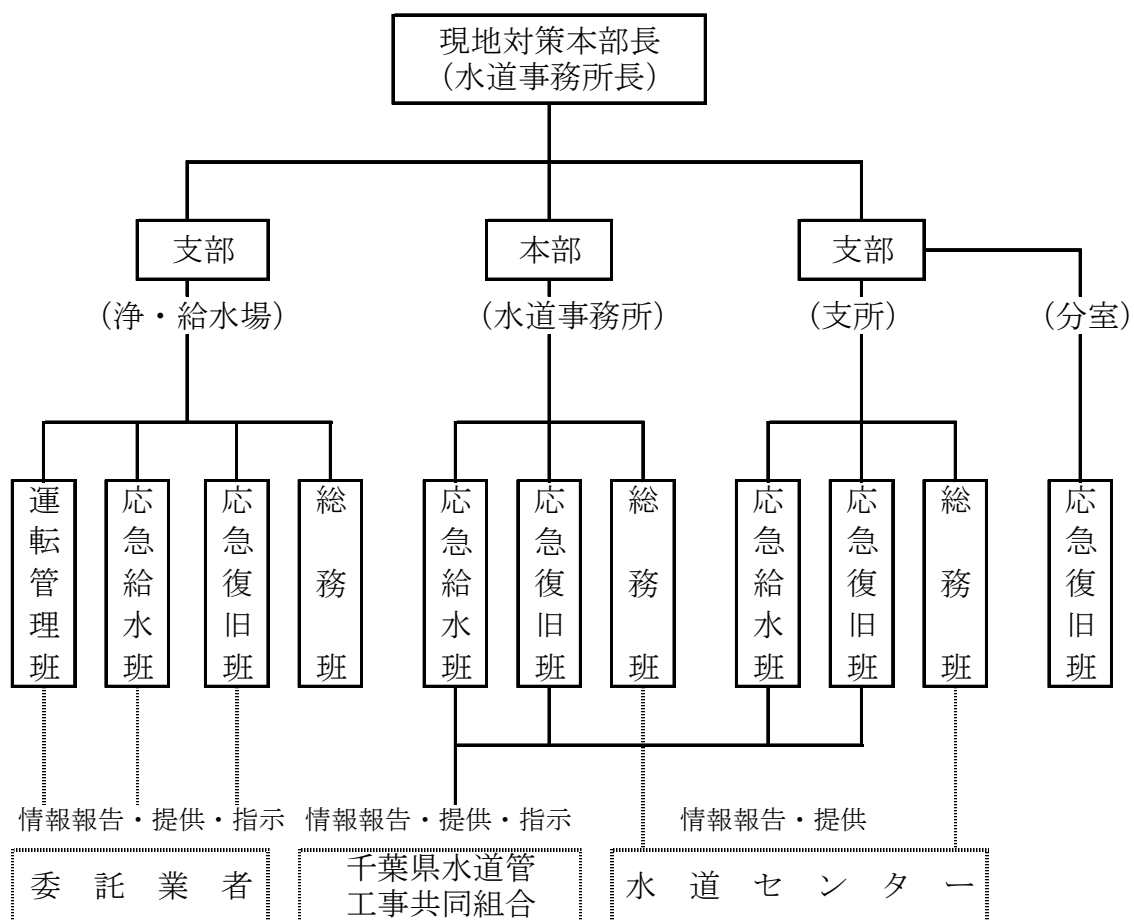 現地対策本部長
（水道事務所長）
支部
本部
支部
（浄・給水場）
（水道事務所）
（支所）
（分室）
運転管理班
応急給水班
応急復旧班
総務班
応急給水班
応急復旧班
総務班
応急給水班
応急復旧班
総務班
応急復旧班
情報報告・提供・指示
情報報告・提供・指示
情報報告・提供
委託業者
千葉県水道管
工事共同組合
水道センター